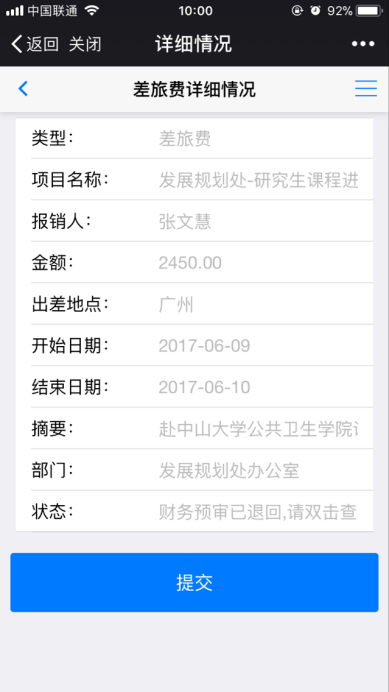 中国联通 10:00 92%
返回 关闭 详细情况
差旅费详细情况
类型: 差旅费
项目名称: 发展规划处-研究生课程进
报销人: 张文慧
金额: 2450.00
出差地点: 广州
开始日期: 2017-06-09
结束日期: 2017-06-10
摘要: 赴中山大学公共卫生学院
部门: 发展规划处办公室
状态: 财务预审已退回,请双击查
提交